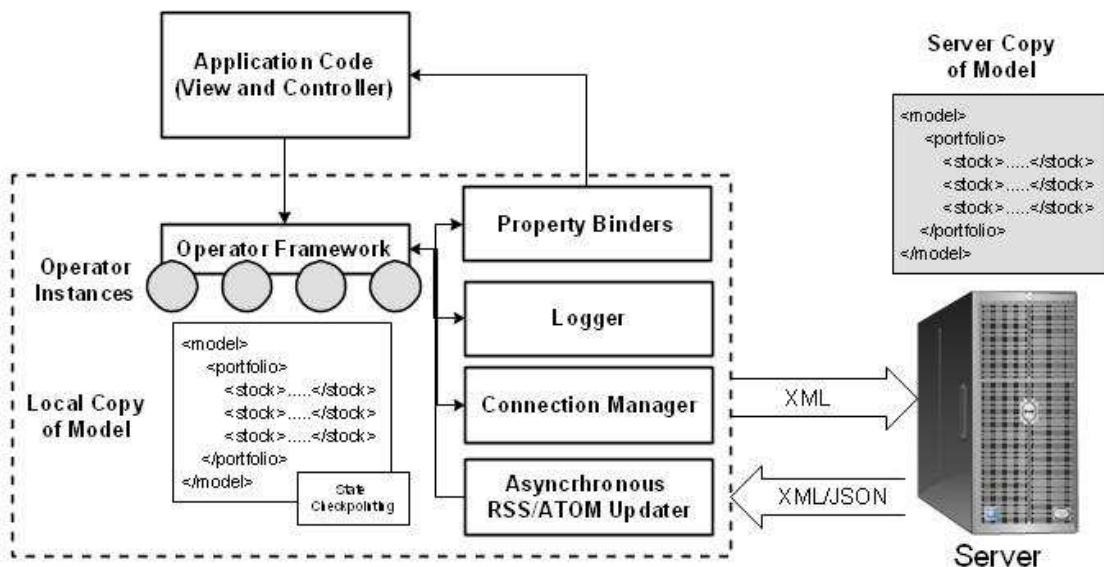 Application Code
(View and Controller)
Server Copy
of Model
<model>
<portfolio>
<stock>.....</stock>
<stock>.....</stock>
<stock>.....</stock>
</portfolio>
</model>
Operator Framework
Operator
Instances
Property Binders
Logger
Connection Manager
Asyncrhronous
RSS/ATOM Updater
Local Copy
of Model
<model>
<portfolio>
<stock>.....</stock>
<stock>.....</stock>
<stock>.....</stock>
</portfolio>
</model>
State
Checkpointing
XML
XML/JSON
Server